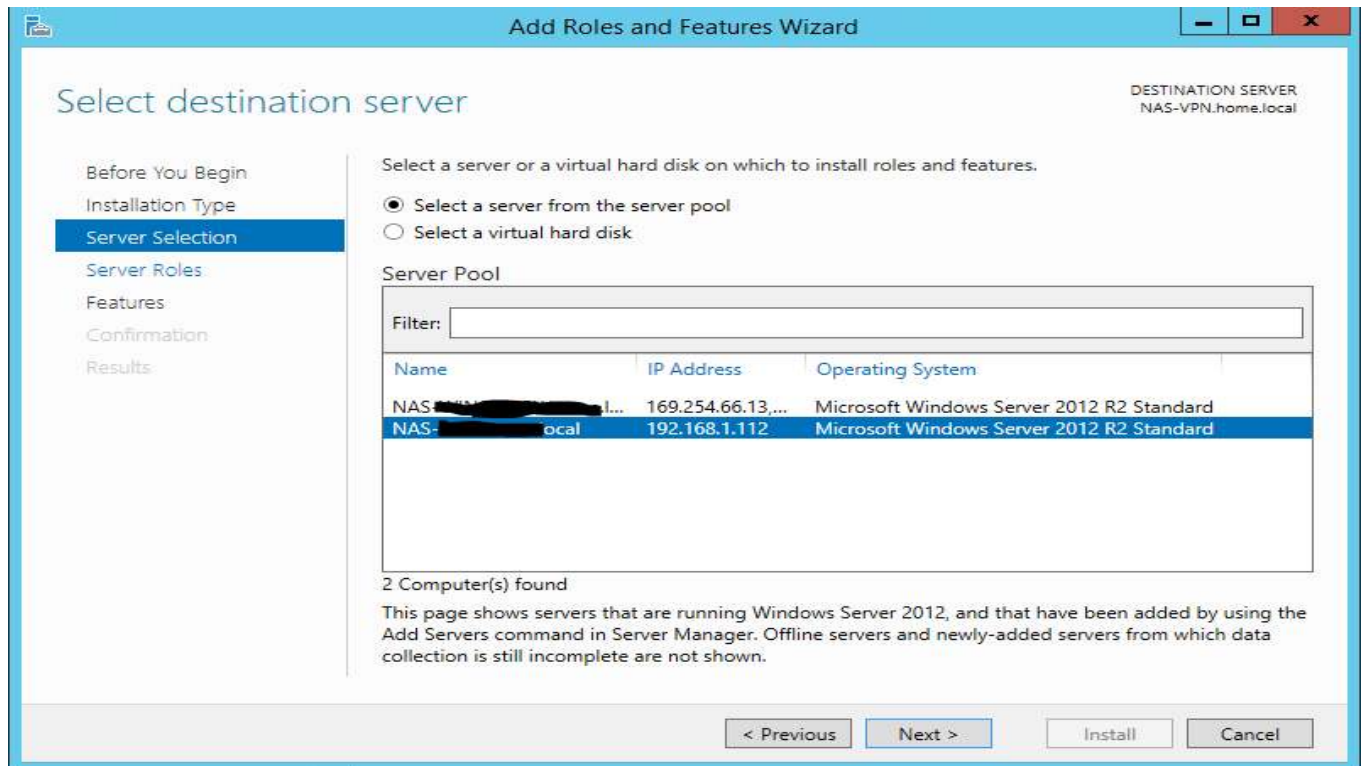 Add Roles and Features Wizard
Select destination server
DESTINATION SERVER
NAS-VPN.home.local
Before You Begin
Installation Type
Server Selection
Server Roles
Features
Confirmation
Results
Select a server or a virtual hard disk on which to install roles and features.
Select a server from the server pool
Select a virtual hard disk
Server Pool
Filter:
Name IP Address Operating System
NAS- .l... 169.254.66.13,... Microsoft Windows Server 2012 R2 Standard
NAS- ocal 192.168.1.112 Microsoft Windows Server 2012 R2 Standard
2 Computer(s) found
This page shows servers that are running Windows Server 2012, and that have been added by using the
Add Servers command in Server Manager. Offline servers and newly-added servers from which data
collection is still incomplete are not shown.
< Previous Next > Install Cancel